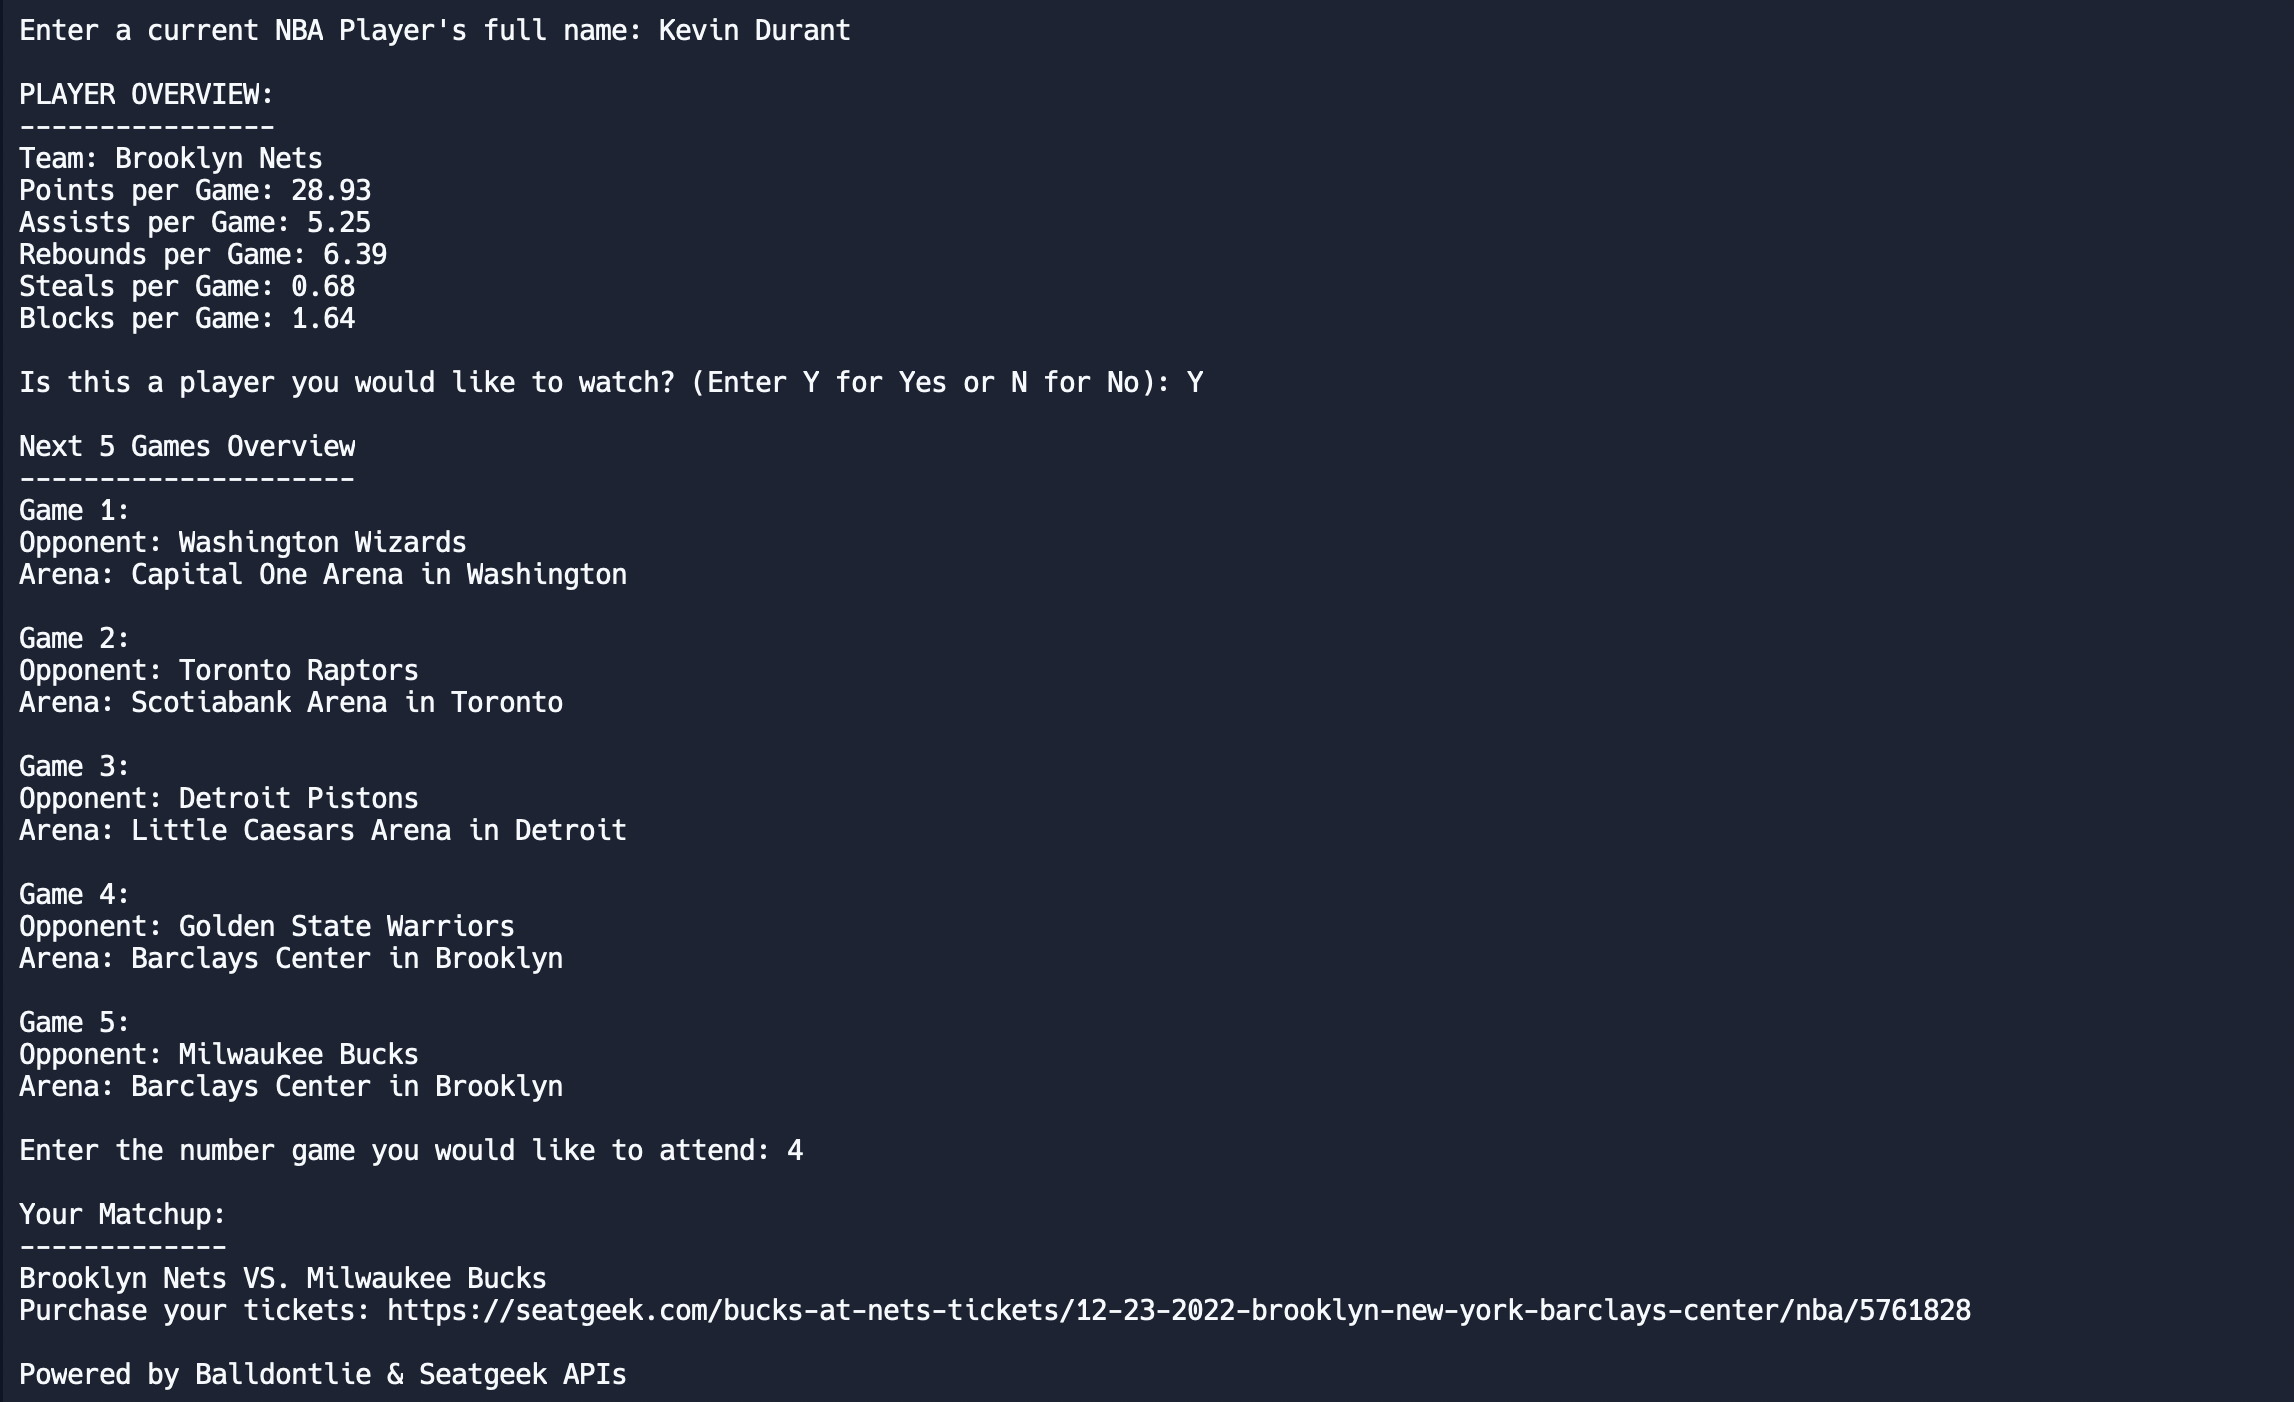 Enter a current NBA Player's full name: Kevin Durant
PLAYER OVERVIEW:
----------------
Team: Brooklyn Nets
Points per Game: 28.93
Assists per Game: 5.25
Rebounds per Game: 6.39
Steals per Game: 0.68
Blocks per Game: 1.64
Is this a player you would like to watch? (Enter Y for Yes or N for No): Y
Next 5 Games Overview
---------------------
Game 1:
Opponent: Washington Wizards
Arena: Capital One Arena in Washington
Game 2:
Opponent: Toronto Raptors
Arena: Scotiabank Arena in Toronto
Game 3:
Opponent: Detroit Pistons
Arena: Little Caesars Arena in Detroit
Game 4:
Opponent: Golden State Warriors
Arena: Barclays Center in Brooklyn
Game 5:
Opponent: Milwaukee Bucks
Arena: Barclays Center in Brooklyn
Enter the number game you would like to attend: 4
Your Matchup:
-------------
Brooklyn Nets VS. Milwaukee Bucks
Purchase your tickets: https://seatgeek.com/bucks-at-nets-tickets/12-23-2022-brooklyn-new-york-barclays-center/nba/5761828
Powered by Balldontlie & Seatgeek APIs